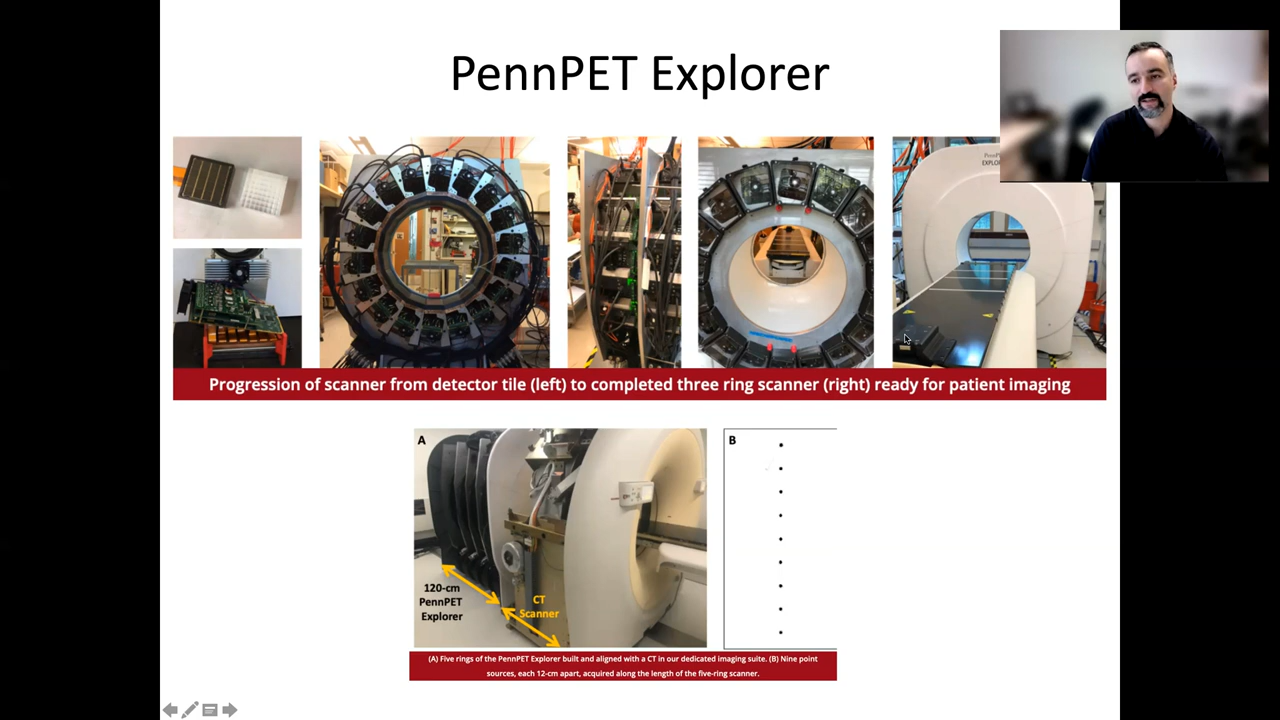 PennPET Explorer
PennPET
EXPLORER
Progression of scanner from detector tile (left) to completed three ring scanner (right) ready for patient imaging
A
120-cm
PennPET
Explorer
CT
Scanner
B
(A) Five rings of the PennPET Explorer built and aligned with a CT in our dedicated imaging suite. (B) Nine point
sources, each 12-cm apart, acquired along the length of the five-ring scanner.